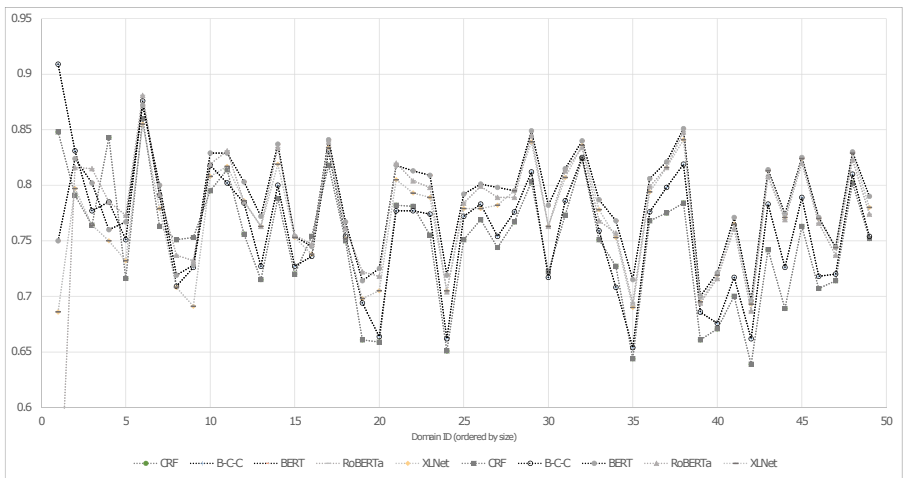 0.95
0.9
0.85
0.8
0.75
0.7
0.65
0.6
0 5 10 15 20 25 30 35 40 45 50
Domain ID (ordered by size)
CRF B-C-C BERT RoBERTa XLNet CRF B-C-C BERT RoBERTa XLNet